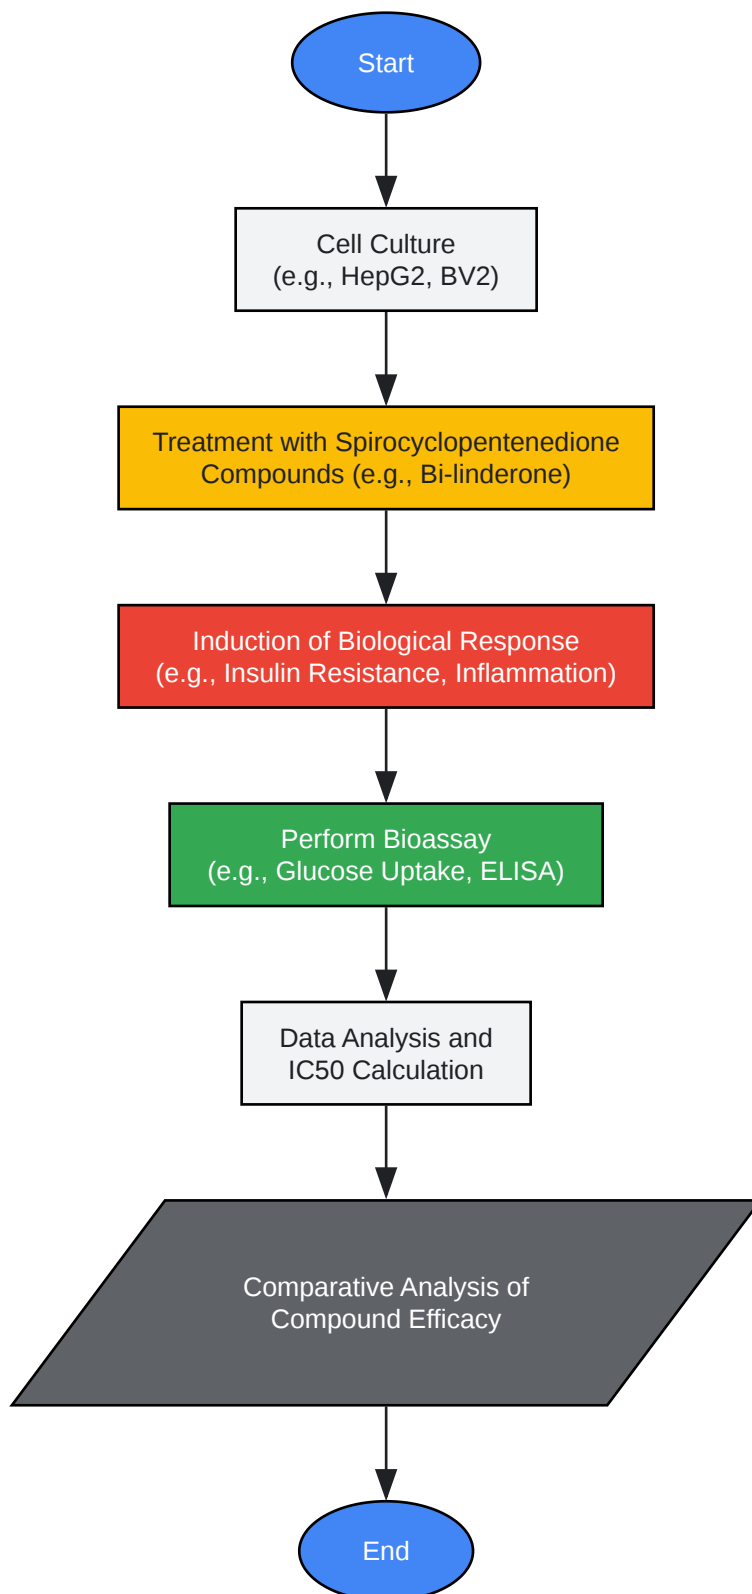 Start
Cell Culture
(e.g., HepG2, BV2)
Treatment with Spirocyclopentenedione
Compounds (e.g., Bi-linderone)
Induction of Biological Response
(e.g., Insulin Resistance, Inflammation)
Perform Bioassay
(e.g., Glucose Uptake, ELISA)
Data Analysis and
IC50 Calculation
Comparative Analysis of
Compound Efficacy
End